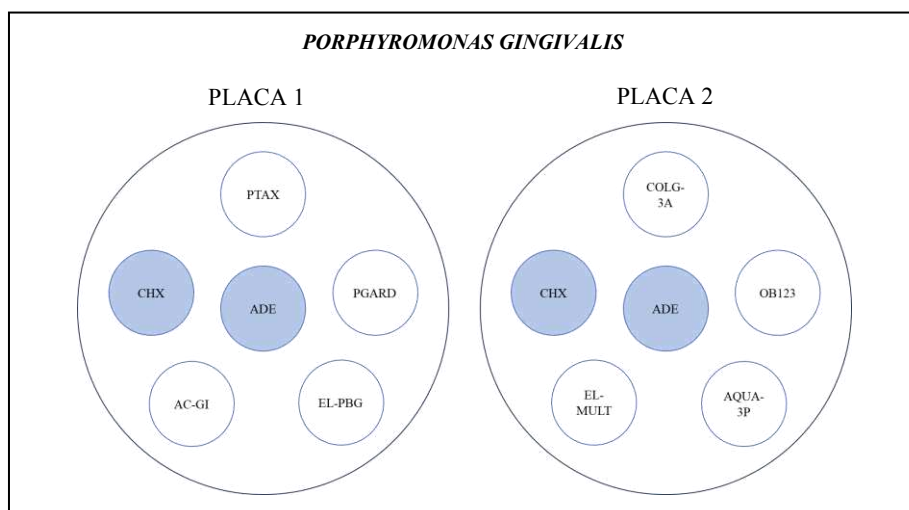 PORPHYROMONAS GINGIVALIS
PLACA 1
PTAX
CHX
ADE
PGARD
AC-GI
EL-PBG
PLACA 2
COLG-
3A
CHX
ADE
OB123
EL-
MULT
AQUA-
3P